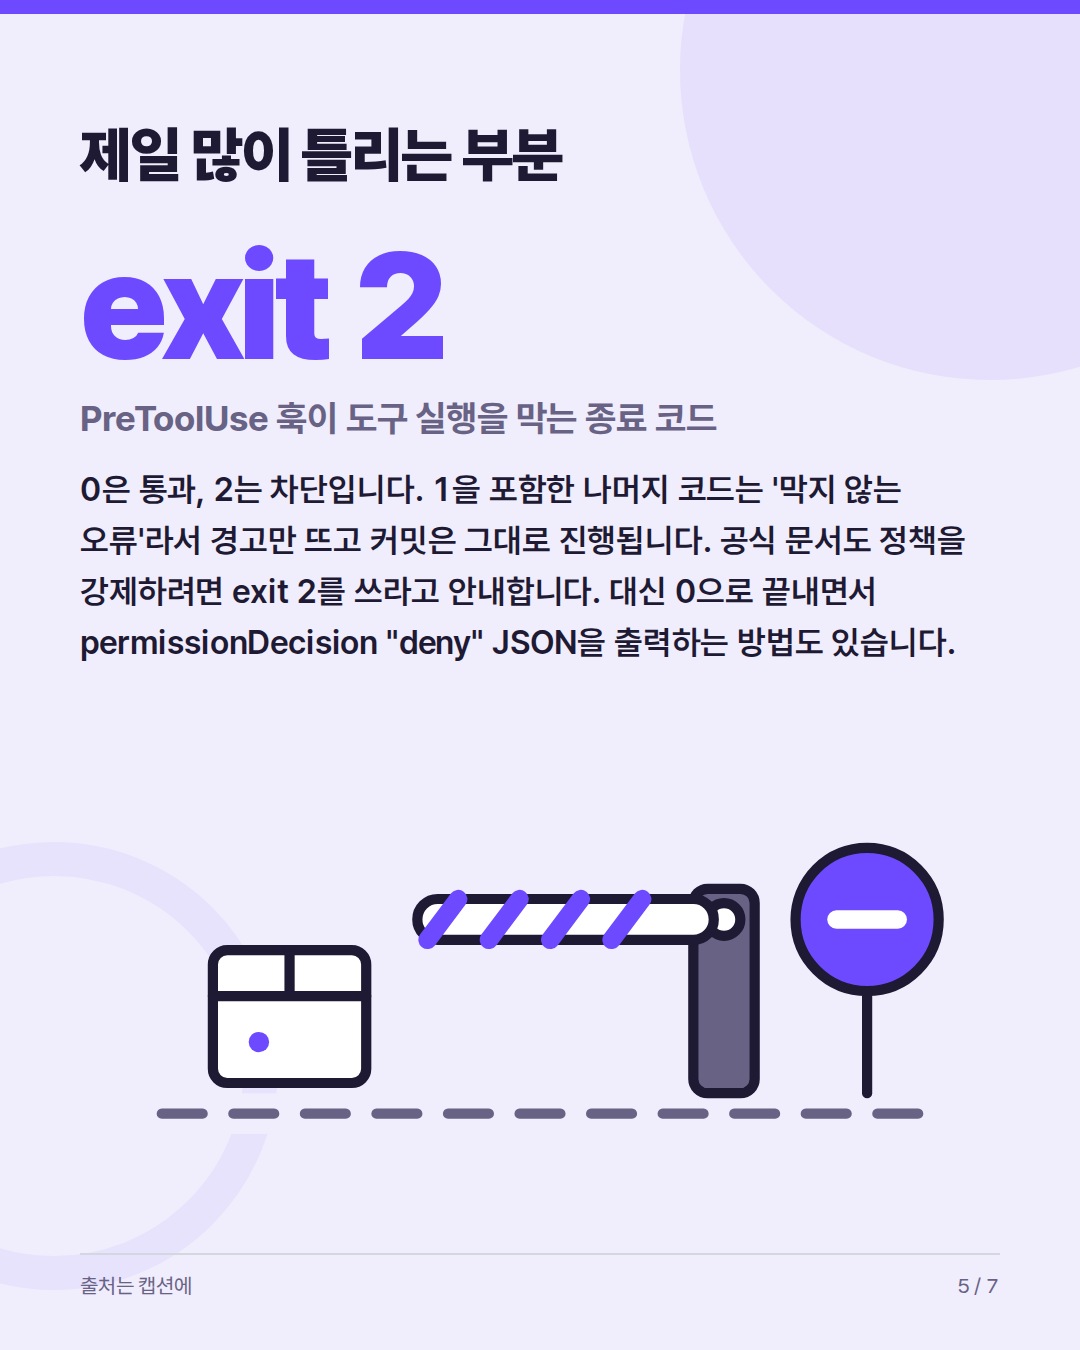 제일 많이 틀리는 부분
exit 2
PreToolUse 훅이 도구 실행을 막는 종료 코드
0은 통과, 2는 차단입니다. 1을 포함한 나머지 코드는 '막지 않는
오류'라서 경고만 뜨고 커밋은 그대로 진행됩니다. 공식 문서도 정책을
강제하려면 exit 2를 쓰라고 안내합니다. 대신 0으로 끝내면서
permissionDecision "deny" JSON을 출력하는 방법도 있습니다.
출처는 캡션에
5 / 7